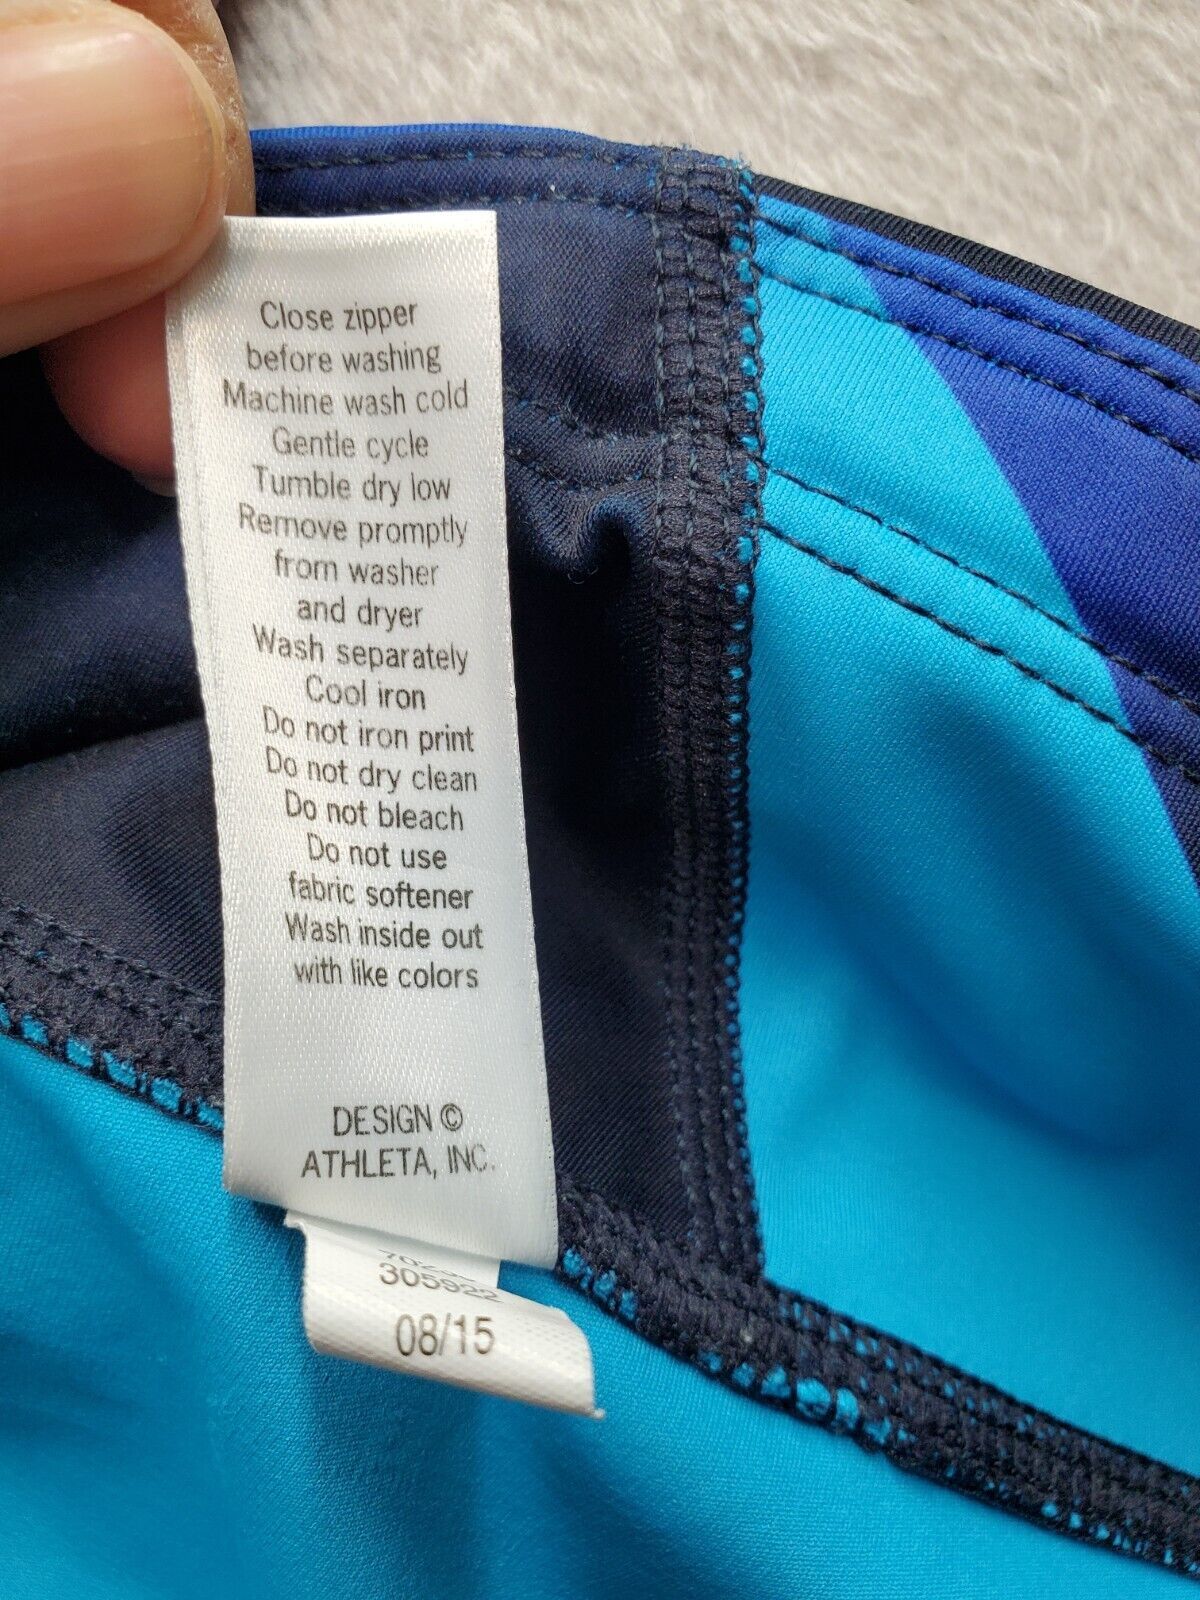 Close zipper
before washing
Machine wash cold
Gentle cycle
Tumble dry low
Remove promptly
from washer
and dryer
Wash separately
Cool iron
Do not iron print
Do not dry clean
Do not bleach
Do not use
fabric softener
Wash inside out
with like colors
DESIGN ©
ATHLETA, INC.
305922
08/15